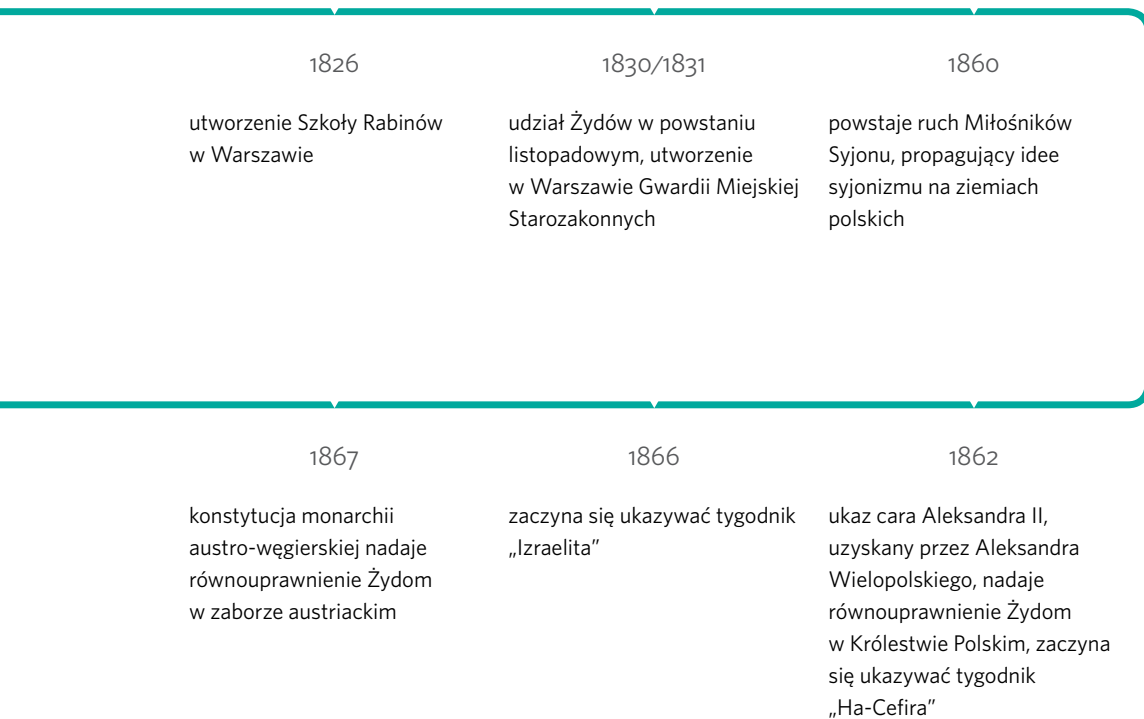 1826
utworzenie Szkoły Rabinów
w Warszawie
1830/1831
udział Żydów w powstaniu
listopadowym, utworzenie
w Warszawie Gwardii Miejskiej
Starozakonnych
1860
powstaje ruch Miłośników
Syjonu, propagujący idee
syjonizmu na ziemiach
polskich
1867
konstytucja monarchii
austro-węgierskiej nadaje
równouprawnienie Żydom
w zaborze austriackim
1866
zaczyna się ukazywać tygodnik
„Izraelita”
1862
ukaz cara Aleksandra II,
uzyskany przez Aleksandra
Wielopolskiego, nadaje
równouprawnienie Żydom
w Królestwie Polskim, zaczyna
się ukazywać tygodnik
„Ha-Cefira”